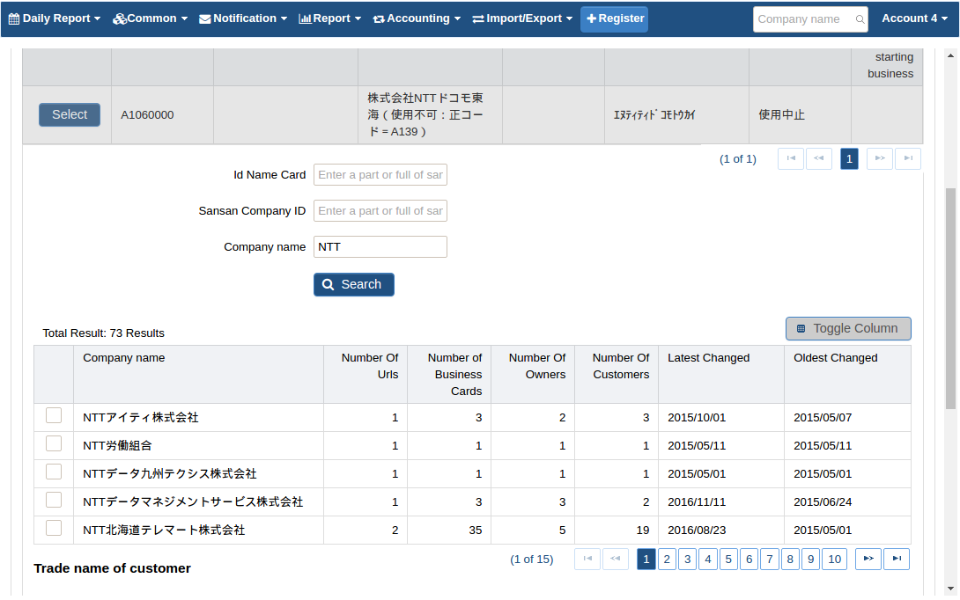 Daily Report Common Notification Report Accounting Import/Export Register Company name Account 4
starting
business
Select A1060000 株式会社NTTドコモ東 ｴﾇﾃｨﾃｨﾄﾞｺﾓﾄｳｶｲ 使用中止
海 ( 使用不可：正コー
ド = A139 )
(1 of 1) 1
Id Name Card Enter a part or full of sar
Sansan Company ID Enter a part or full of sar
Company name NTT
Search
Total Result: 73 Results Toggle Column
Company name Number Of Number of Number Of Number Of Latest Changed Oldest Changed
Urls Business Owners Customers
Cards
NTTアイティ株式会社 1 3 2 3 2015/10/01 2015/05/07
NTT労働組合 1 1 1 1 2015/05/11 2015/05/11
NTTデータ九州テクシス株式会社 1 1 1 1 2015/05/01 2015/05/01
NTTデータマネジメントサービス株式会社 1 3 3 2 2016/11/11 2015/06/24
NTT北海道テレマート株式会社 2 35 5 19 2016/08/23 2015/05/01
(1 of 15) 1 2 3 4 5 6 7 8 9 10
Trade name of customer